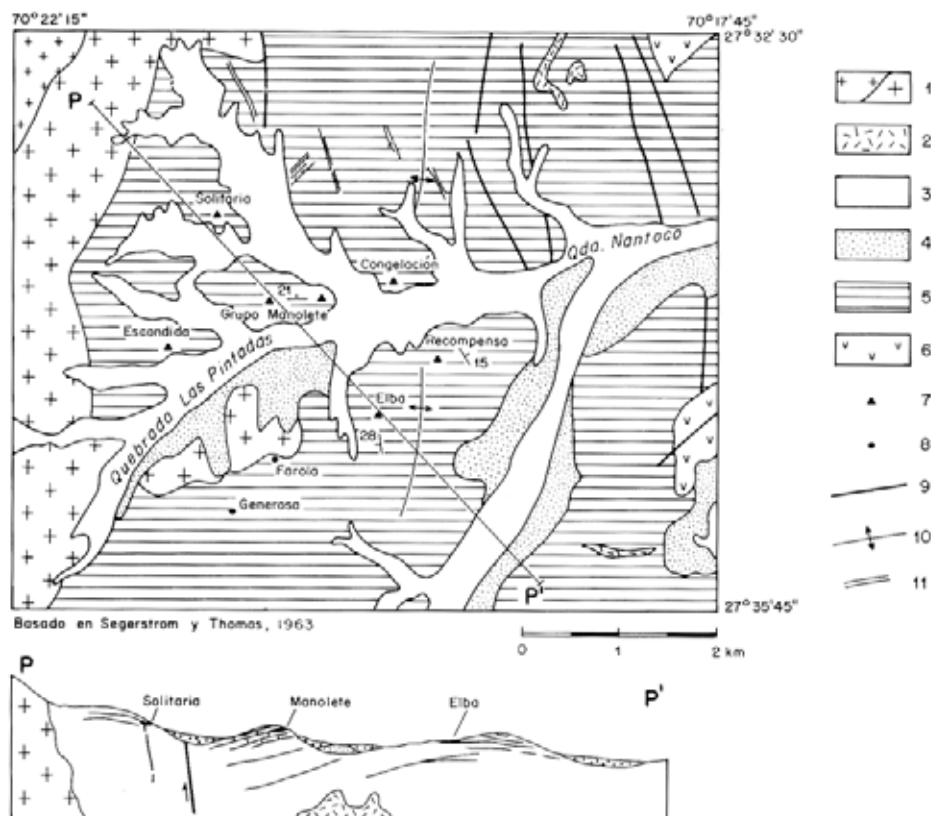 70° 22' 15"
70° 17' 45"
27° 32' 30"
P
Solitaria
Qda. Nantoco
Congelación
21
Grupo Manolete
Escondida
Recompensa
15
Quebrada Las Pintadas
Elba
28
Farola
Generosa
P'
27° 35' 45"
Basado en Segerstrom y Thomas, 1963
0 1 2 km
1
2
3
4
5
6
7
8
9
10
11
P
Solitaria
Manolete
Elba
P'